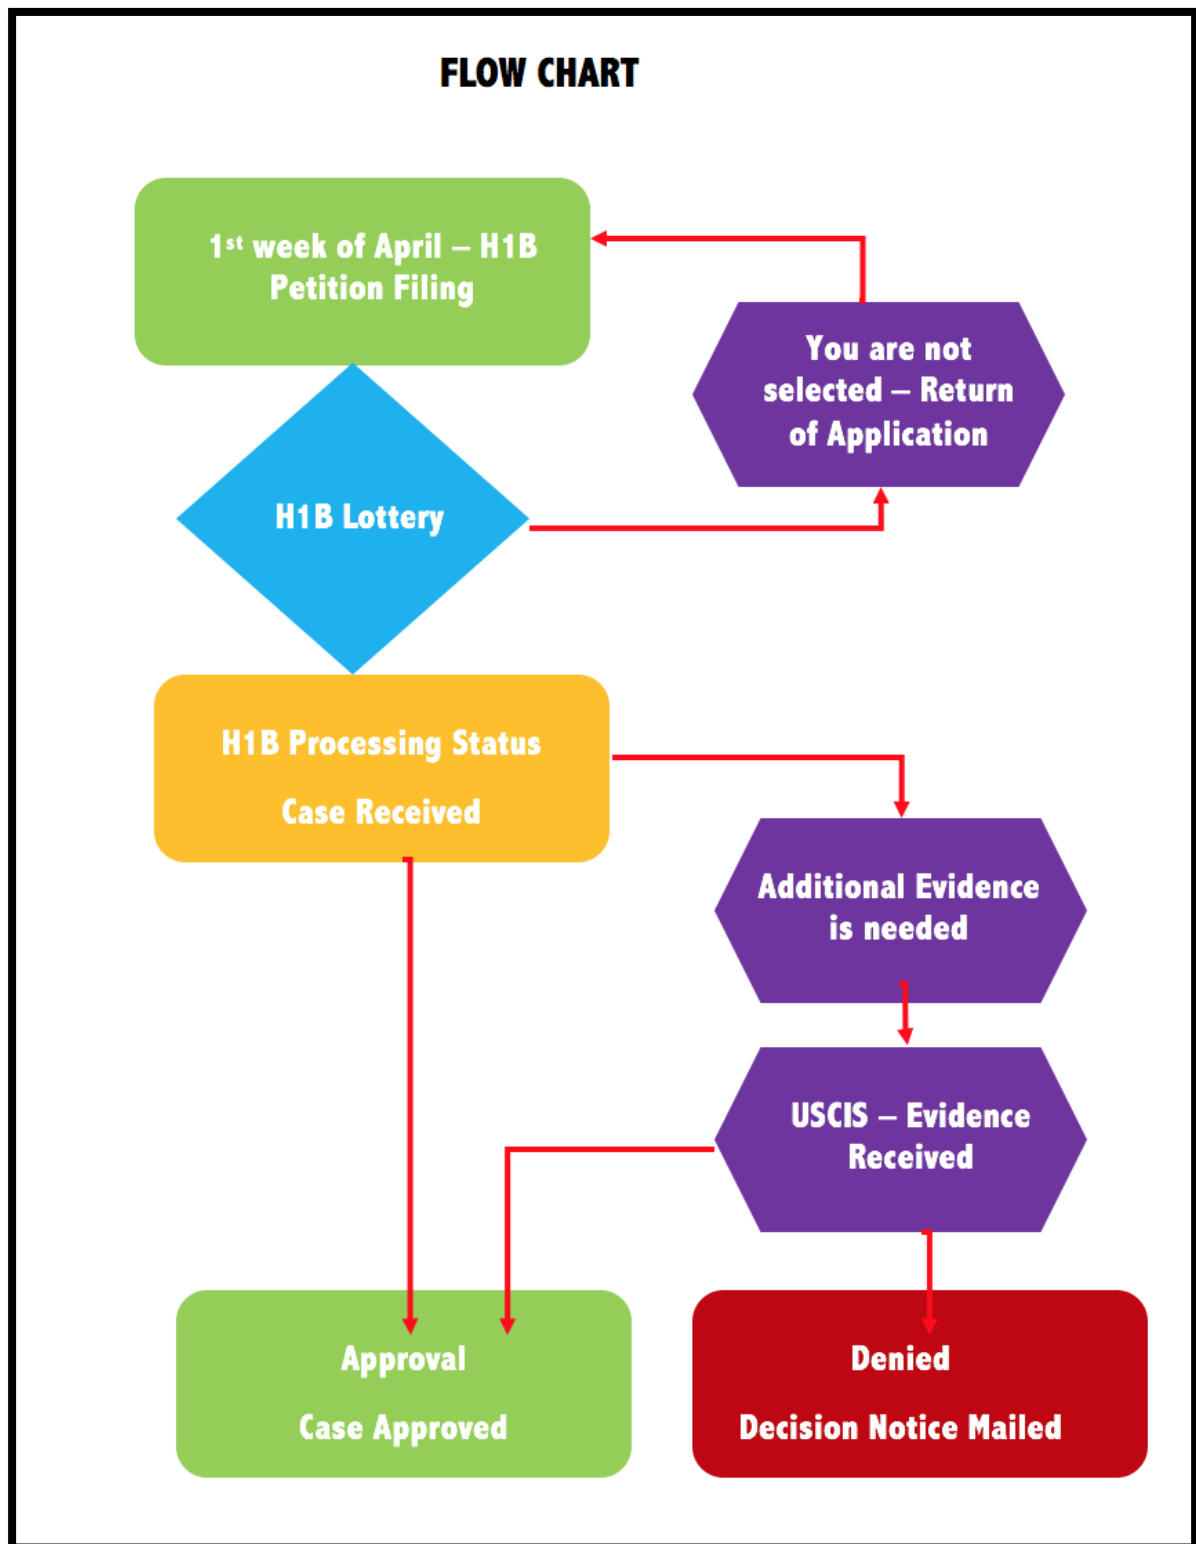 FLOW CHART
1st week of April – H1B
Petition Filing
You are not
selected – Return
of Application
H1B Lottery
H1B Processing Status
Case Received
Additional Evidence
is needed
USCIS – Evidence
Received
Approval
Case Approved
Denied
Decision Notice Mailed